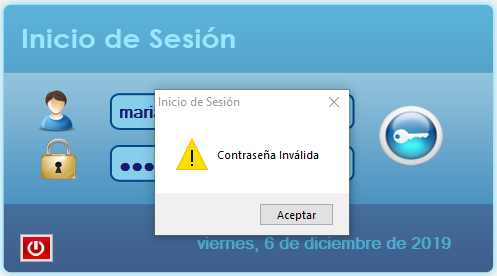 Inicio de Sesión
Inicio de Sesión
Contraseña Inválida
Aceptar
viernes, 6 de diciembre de 2019